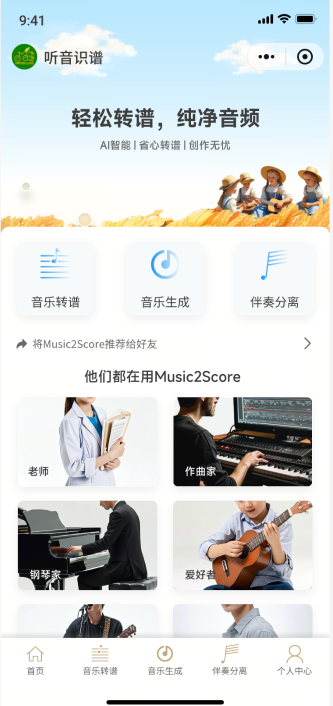 9:41
听音识谱
轻松转谱，纯净音频
AI智能 | 省心转谱 | 创作无忧
音乐转谱
音乐生成
伴奏分离
将Music2Score推荐给好友
他们都在用Music2Score
老师
作曲家
钢琴家
爱好者
首页
音乐转谱
音乐生成
伴奏分离
个人中心